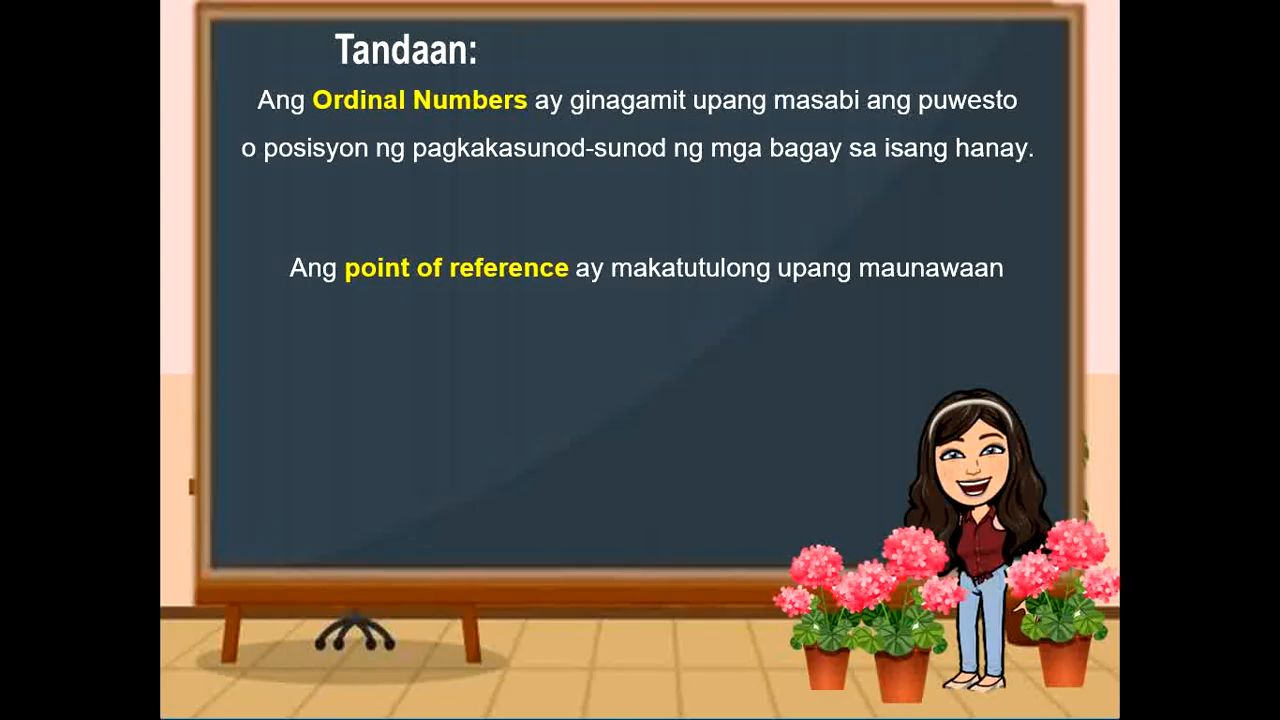 Tandaan:
Ang Ordinal Numbers ay ginagamit upang masabi ang puwesto
o posisyon ng pagkakasunod-sunod ng mga bagay sa isang hanay.
Ang point of reference ay makatutulong upang maunawaan